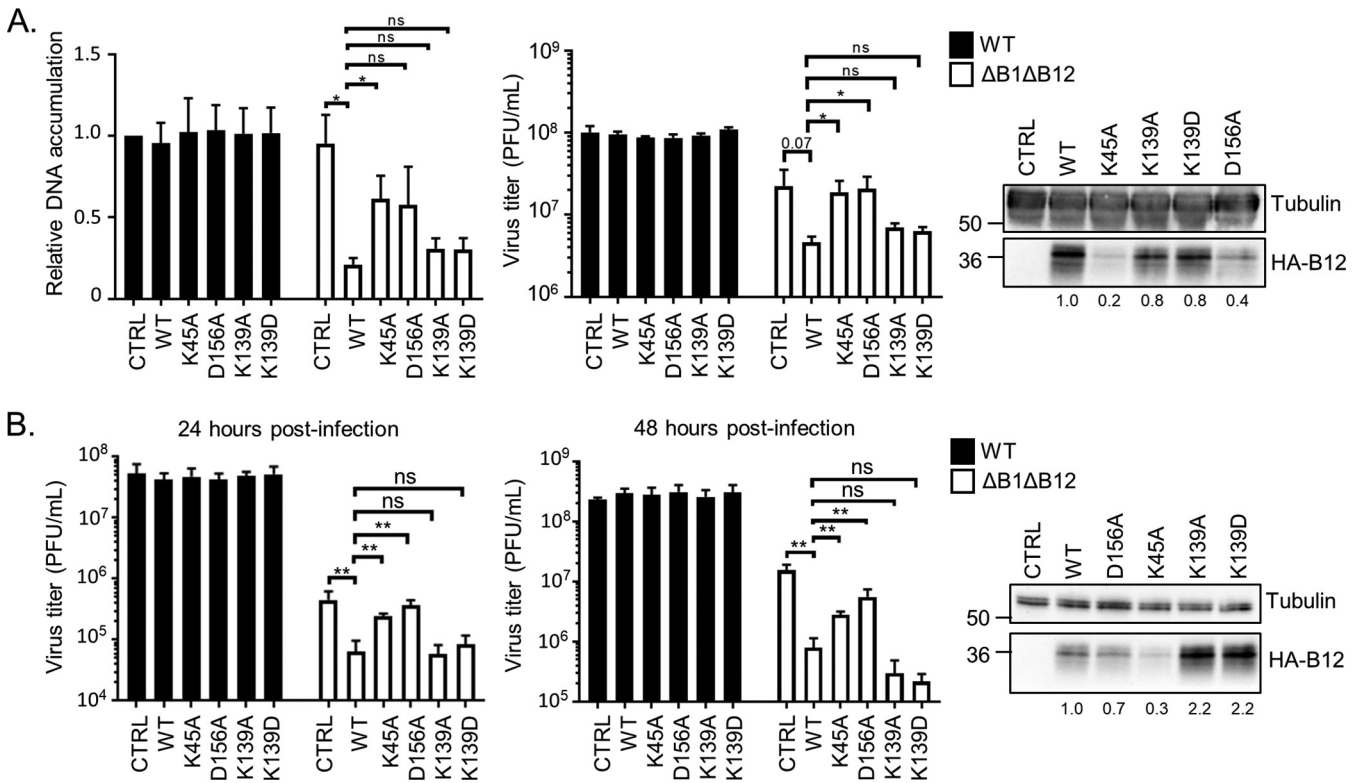 A.
Relative DNA accumulation
1.5
1.0
0.5
0
ns
ns
ns
*
*
CTRL
WT
K45A
D156A
K139A
K139D
CTRL
WT
K45A
D156A
K139A
K139D
Virus titer (PFU/mL)
10⁹
10⁸
10⁷
10⁶
ns
ns
*
*
0.07
CTRL
WT
K45A
D156A
K139A
K139D
CTRL
WT
K45A
D156A
K139A
K139D
WT
ΔB1ΔB12
CTRL
WT
K45A
K139A
K139D
D156A
Tubulin
50
36
HA-B12
1.0 0.2 0.8 0.8 0.4
B.
24 hours post-infection
Virus titer (PFU/mL)
10⁸
10⁷
10⁶
10⁵
10⁴
ns
ns
**
**
**
CTRL
WT
K45A
D156A
K139A
K139D
CTRL
WT
K45A
D156A
K139A
K139D
48 hours post-infection
Virus titer (PFU/mL)
10⁹
10⁸
10⁷
10⁶
10⁵
ns
ns
**
**
**
CTRL
WT
K45A
D156A
K139A
K139D
CTRL
WT
K45A
D156A
K139A
K139D
WT
ΔB1ΔB12
CTRL
WT
D156A
K45A
K139A
K139D
Tubulin
50
36
HA-B12
1.0 0.7 0.3 2.2 2.2